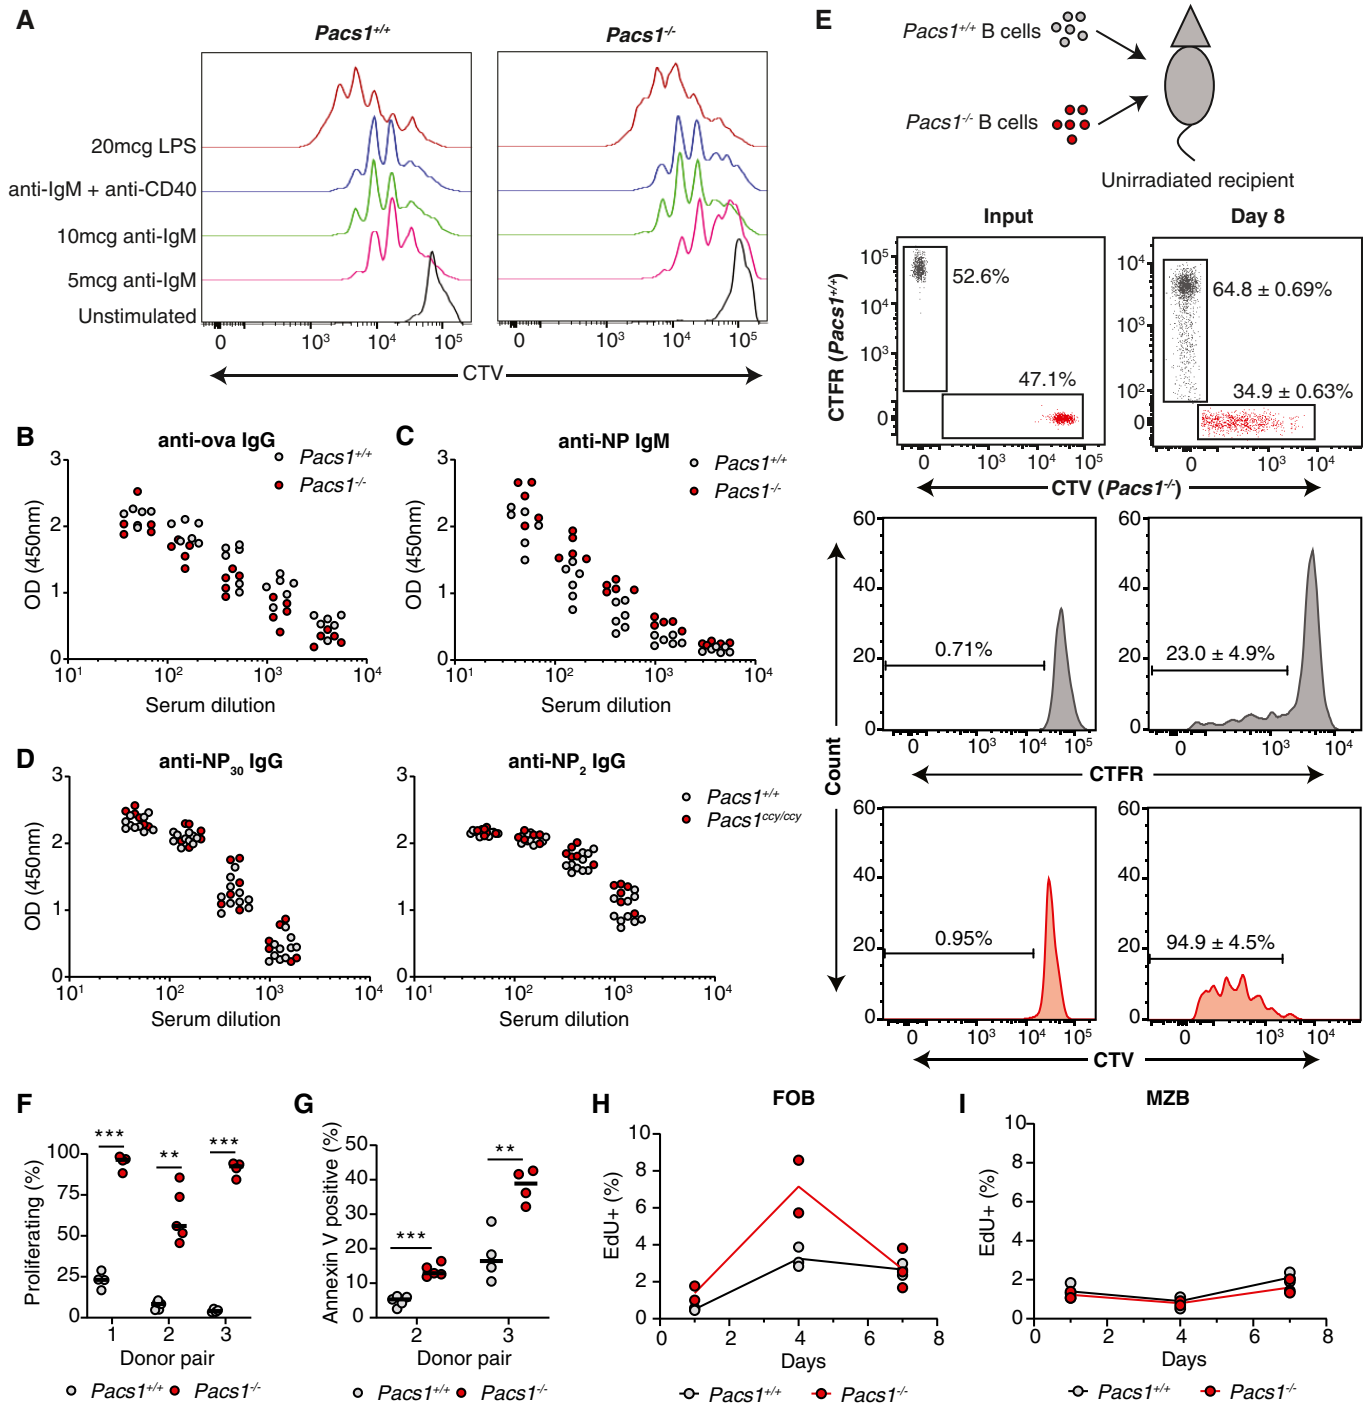 A
Pacs1+/+
Pacs1-/-
20mcg LPS
anti-IgM + anti-CD40
10mcg anti-IgM
5mcg anti-IgM
Unstimulated
0 10³ 10⁴ 10⁵
0 10³ 10⁴ 10⁵
CTV
B
anti-ova IgG
Pacs1+/+
Pacs1-/-
OD (450nm)
3
2
1
0
10¹ 10² 10³ 10⁴
Serum dilution
C
anti-NP IgM
Pacs1+/+
Pacs1-/-
OD (450nm)
3
2
1
0
10¹ 10² 10³ 10⁴
Serum dilution
D
anti-NP₃₀ IgG
OD (450nm)
3
2
1
0
10¹ 10² 10³ 10⁴
Serum dilution
anti-NP₂ IgG
Pacs1+/+
Pacs1ccy/ccy
3
2
1
0
10¹ 10² 10³ 10⁴
Serum dilution
E
Pacs1+/+ B cells
Pacs1-/- B cells
Unirradiated recipient
Input
Day 8
CTFR (Pacs1+/+)
10⁵
10⁴
10³
0
52.6%
47.1%
0 10³ 10⁴ 10⁵
10⁴
10³
10²
0
64.8 ± 0.69%
34.9 ± 0.63%
0 10³ 10⁴
CTV (Pacs1-/-)
Count
60
40
20
0
0.71%
0 10³ 10⁴ 10⁵
60
40
20
0
23.0 ± 4.9%
0 10³ 10⁴
CTFR
60
40
20
0
0.95%
0 10³ 10⁴ 10⁵
60
40
20
0
94.9 ± 4.5%
0 10³ 10⁴
CTV
F
Proliferating (%)
100
75
50
25
0
*** ** ***
1 2 3
Donor pair
Pacs1+/+ Pacs1-/-
G
Annexin V positive (%)
50
40
30
20
10
0
*** **
2 3
Donor pair
Pacs1+/+ Pacs1-/-
H
FOB
EdU+ (%)
10
8
6
4
2
0
0 2 4 6 8
Days
Pacs1+/+ Pacs1-/-
I
MZB
EdU+ (%)
10
8
6
4
2
0
0 2 4 6 8
Days
Pacs1+/+ Pacs1-/-